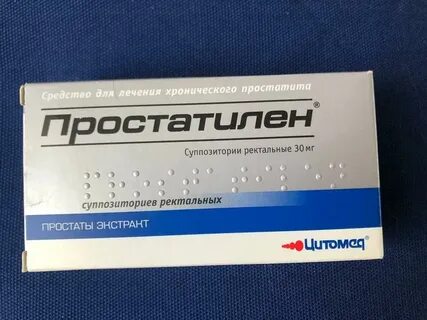 Средство для лечения хронического простатита
Простатилен®
Суппозитории ректальные 30 мг
суппозиториев ректальных
ПРОСТАТЫ ЭКСТРАКТ
Цитомед®